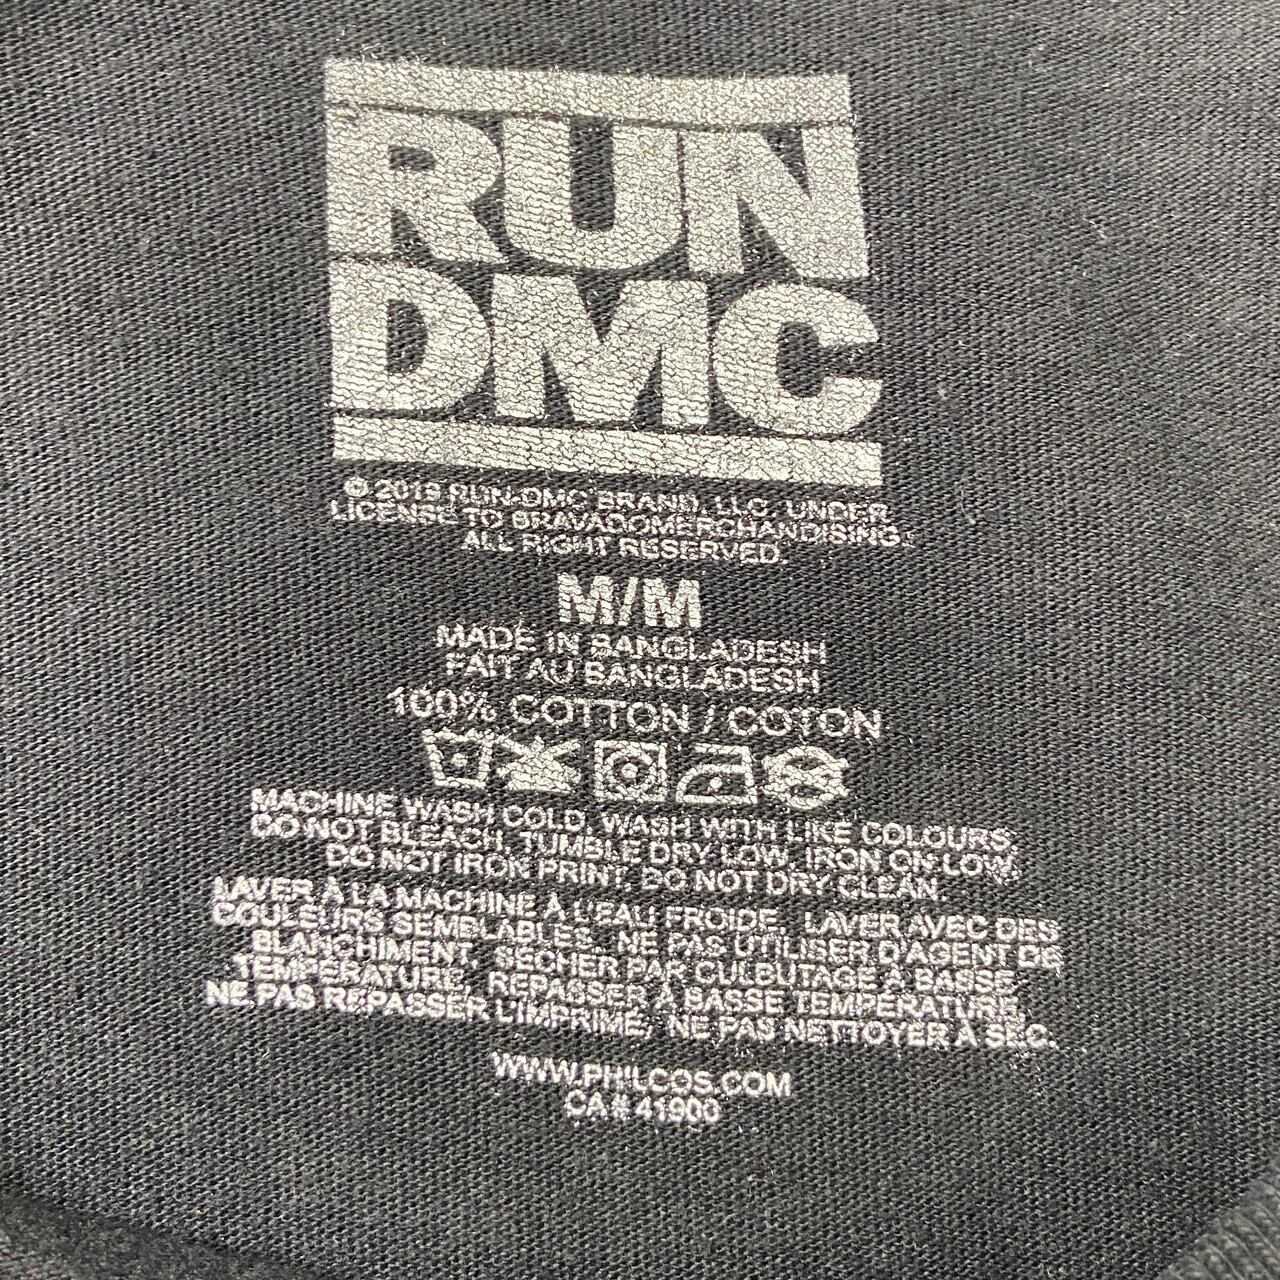 RUN
DMC
© 2019 RUN-DMC BRAND, LLC. UNDER
LICENSE TO BRAVADOMERCHANDISING.
ALL RIGHT RESERVED.
M/M
MADE IN BANGLADESH
FAIT AU BANGLADESH
100% COTTON / COTON
MACHINE WASH COLD, WASH WITH LIKE COLOURS,
DO NOT BLEACH, TUMBLE DRY LOW, IRON ON LOW,
DO NOT IRON PRINT, DO NOT DRY CLEAN.
LAVER À LA MACHINE À L'EAU FROIDE, LAVER AVEC DES
COULEURS SEMBLABLES, NE PAS UTILISER D'AGENT DE
BLANCHIMENT, SÉCHER PAR CULBUTAGE À BASSE
TEMPÉRATURE, REPASSER À BASSE TEMPÉRATURE,
NE PAS REPASSER L'IMPRIMÉ, NE PAS NETTOYER À SEC.
WWW.PHILCOS.COM
CA# 41900